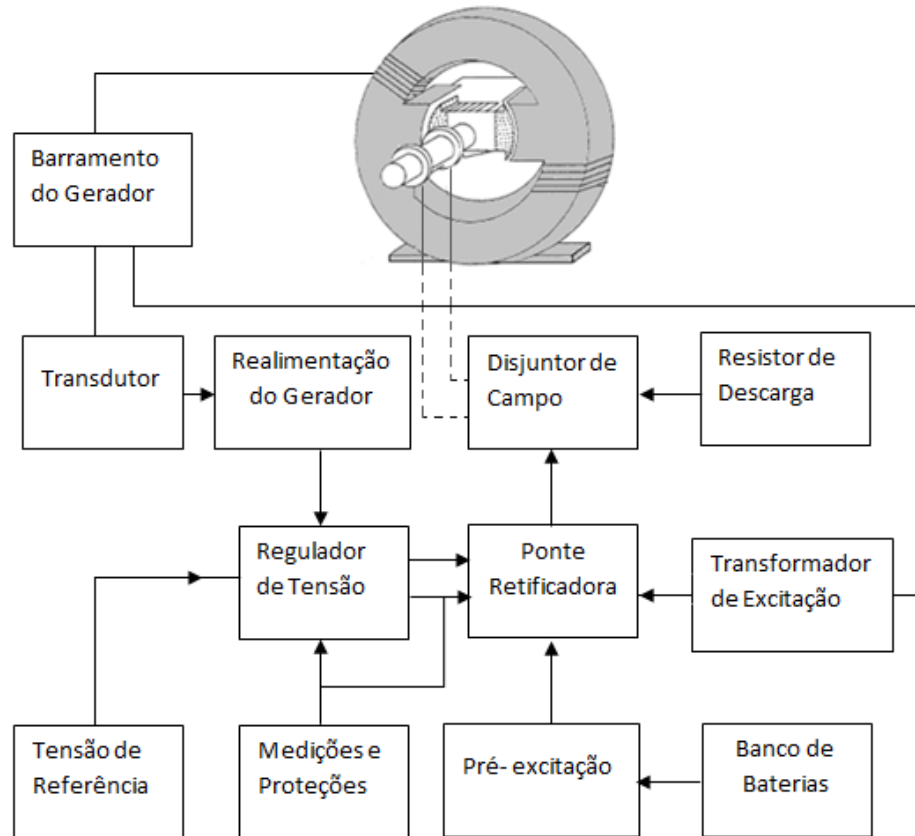 Barramento
do Gerador
Transdutor
Realimentação
do Gerador
Disjuntor de
Campo
Resistor de
Descarga
Regulador
de Tensão
Ponte
Retificadora
Transformador
de Excitação
Tensão de
Referência
Medições e
Proteções
Pré- excitação
Banco de
Baterias